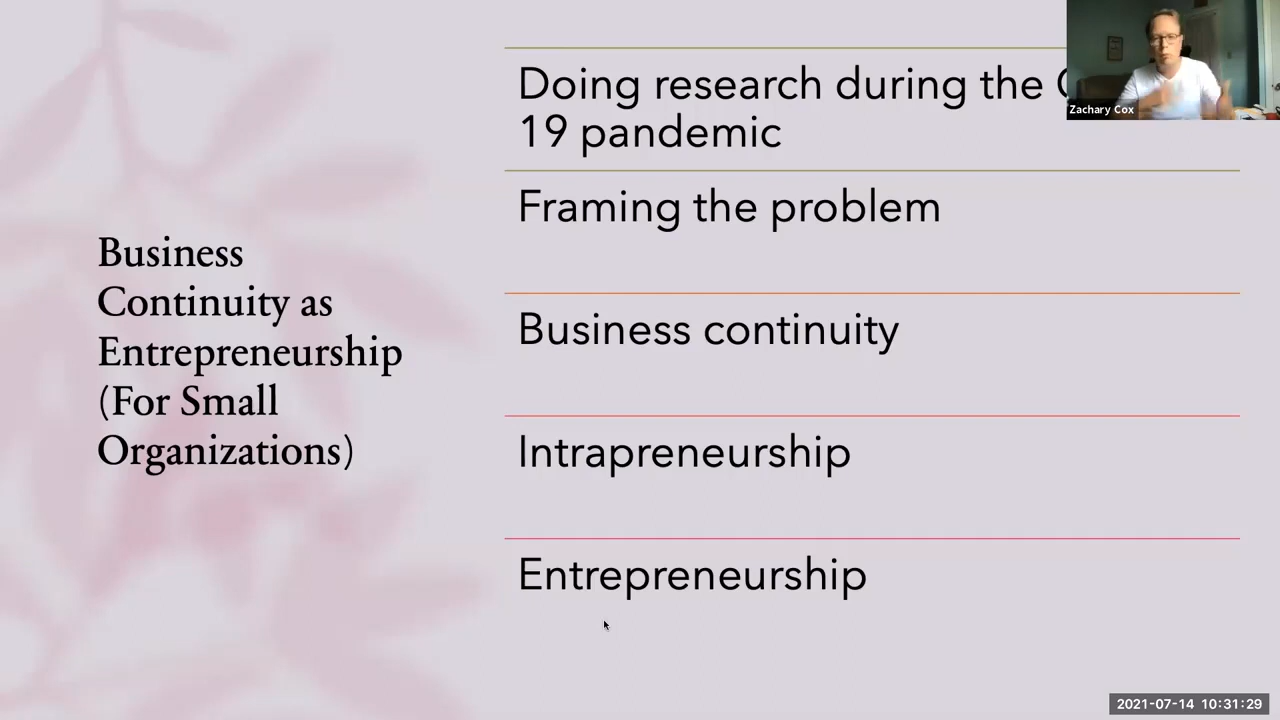 Business
Continuity as
Entrepreneurship
(For Small
Organizations)
Doing research during the
19 pandemic
Framing the problem
Business continuity
Intrapreneurship
Entrepreneurship
Zachary Cox
2021-07-14 10:31:29